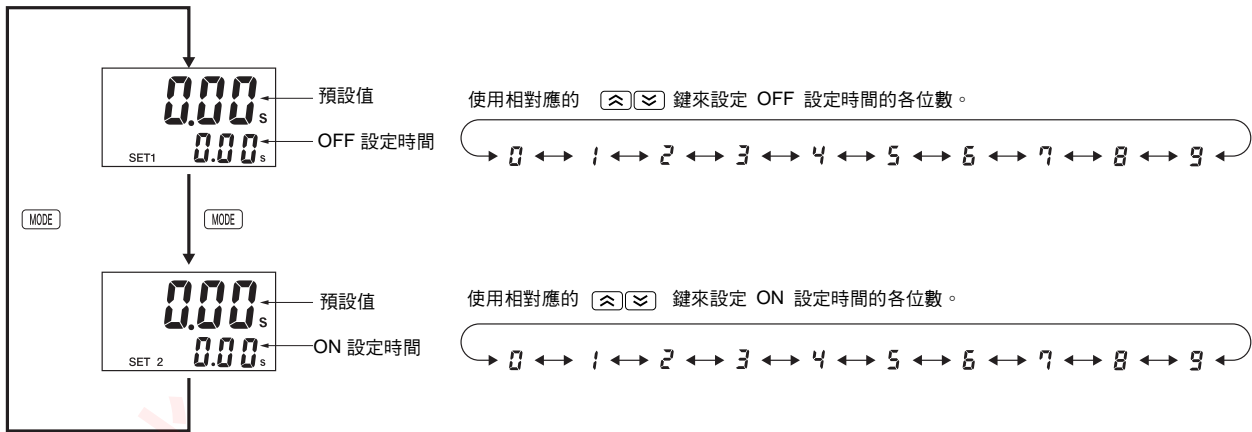 0.00 s
預設值
0.00 s
OFF 設定時間
SET1
使用相對應的 鍵來設定 OFF 設定時間的各位數。
0 1 2 3 4 5 6 7 8 9
MODE
MODE
0.00 s
預設值
0.00 s
ON 設定時間
SET 2
使用相對應的 鍵來設定 ON 設定時間的各位數。
0 1 2 3 4 5 6 7 8 9